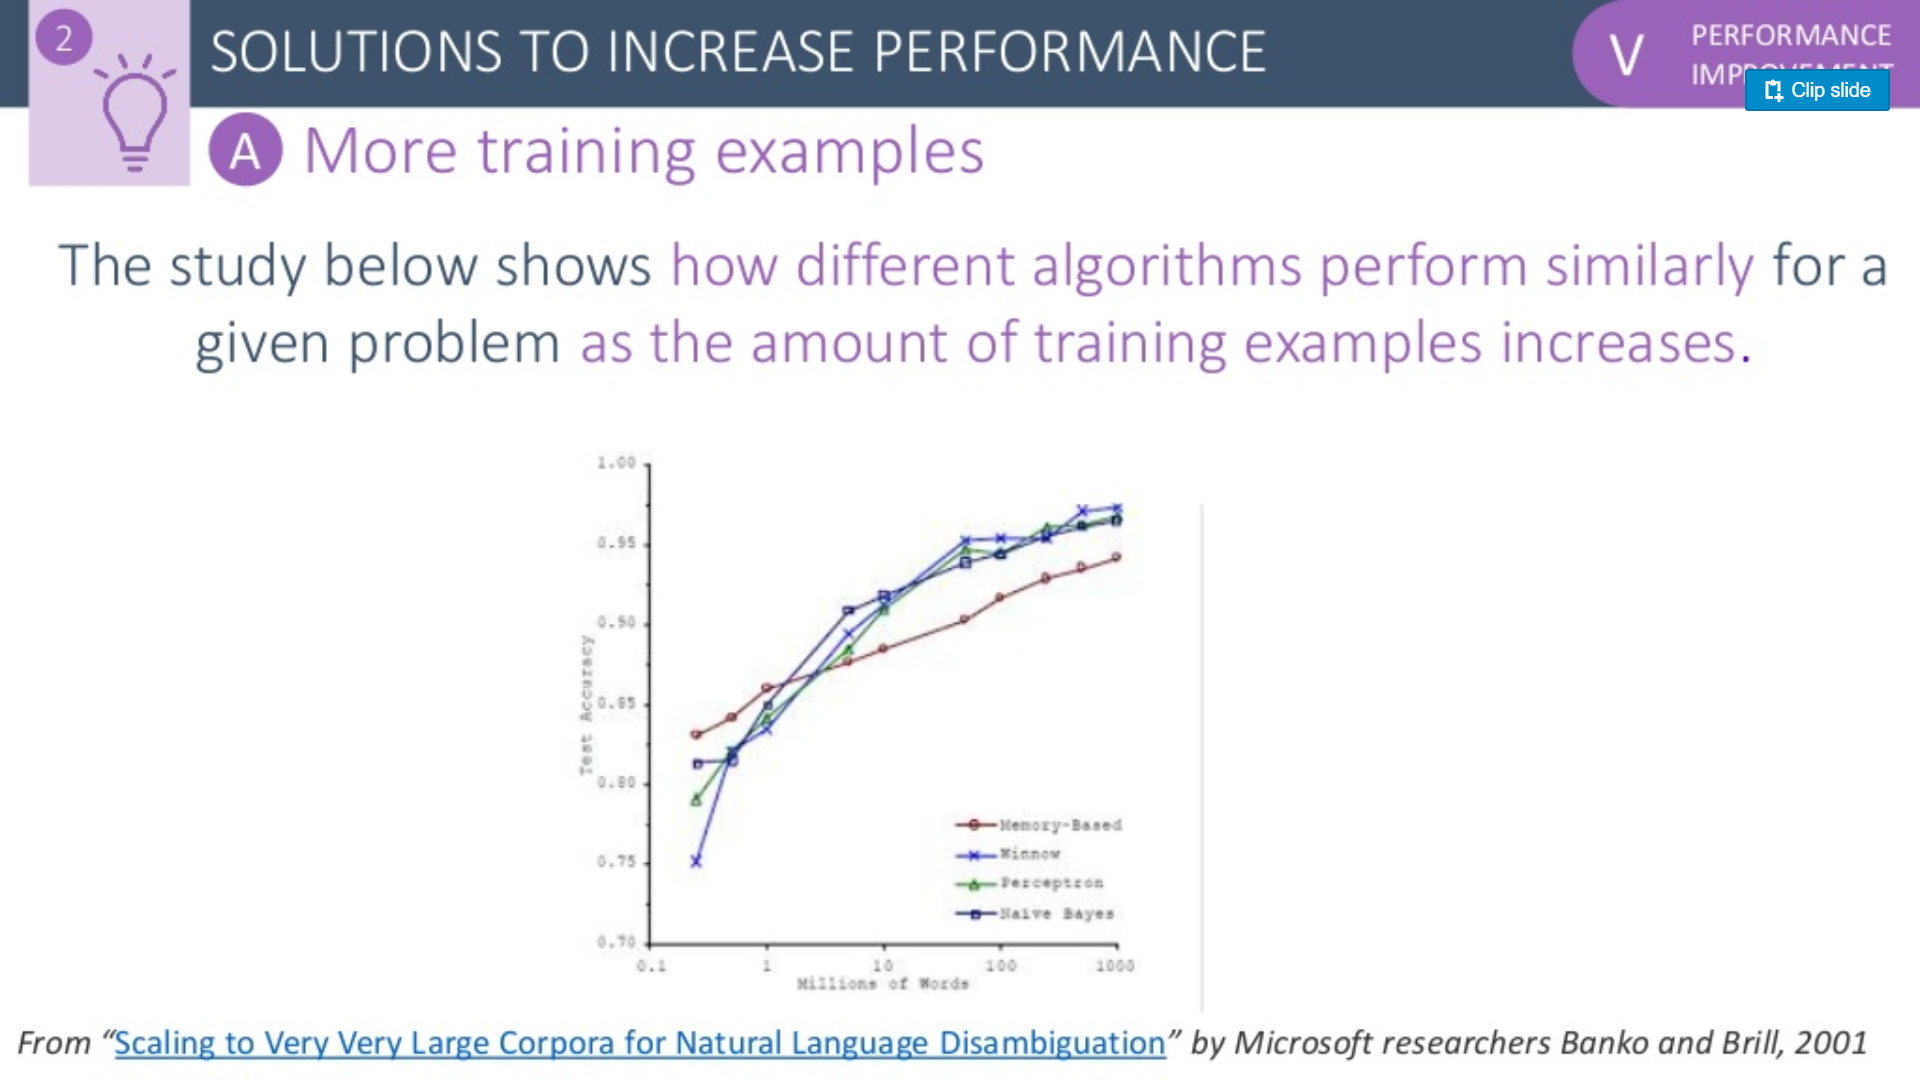 2
SOLUTIONS TO INCREASE PERFORMANCE
V
PERFORMANCE
IMPROVEMENT
Clip slide
A More training examples
The study below shows how different algorithms perform similarly for a
given problem as the amount of training examples increases.
1.00
0.95
0.90
0.85
0.80
0.75
0.70
Test Accuracy
Memory-Based
Winnow
Perceptron
Naive Bayes
0.1 1 10 100 1000
Millions of Words
From “Scaling to Very Very Large Corpora for Natural Language Disambiguation” by Microsoft researchers Banko and Brill, 2001